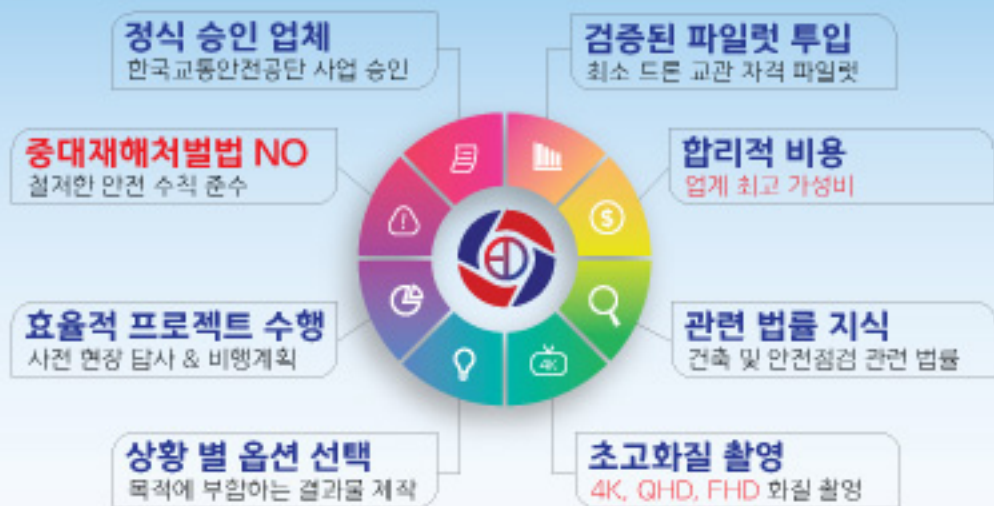 정식 승인 업체
한국교통안전공단 사업 승인
검증된 파일럿 투입
최소 드론 교관 자격 파일럿
중대재해처벌법 NO
철저한 안전 수칙 준수
합리적 비용
업계 최고 가성비
효율적 프로젝트 수행
사전 현장 답사 & 비행계획
관련 법률 지식
건축 및 안전점검 관련 법률
상황 별 옵션 선택
목적에 부합하는 결과물 제작
초고화질 촬영
4K, QHD, FHD 화질 촬영
$
4K
HD